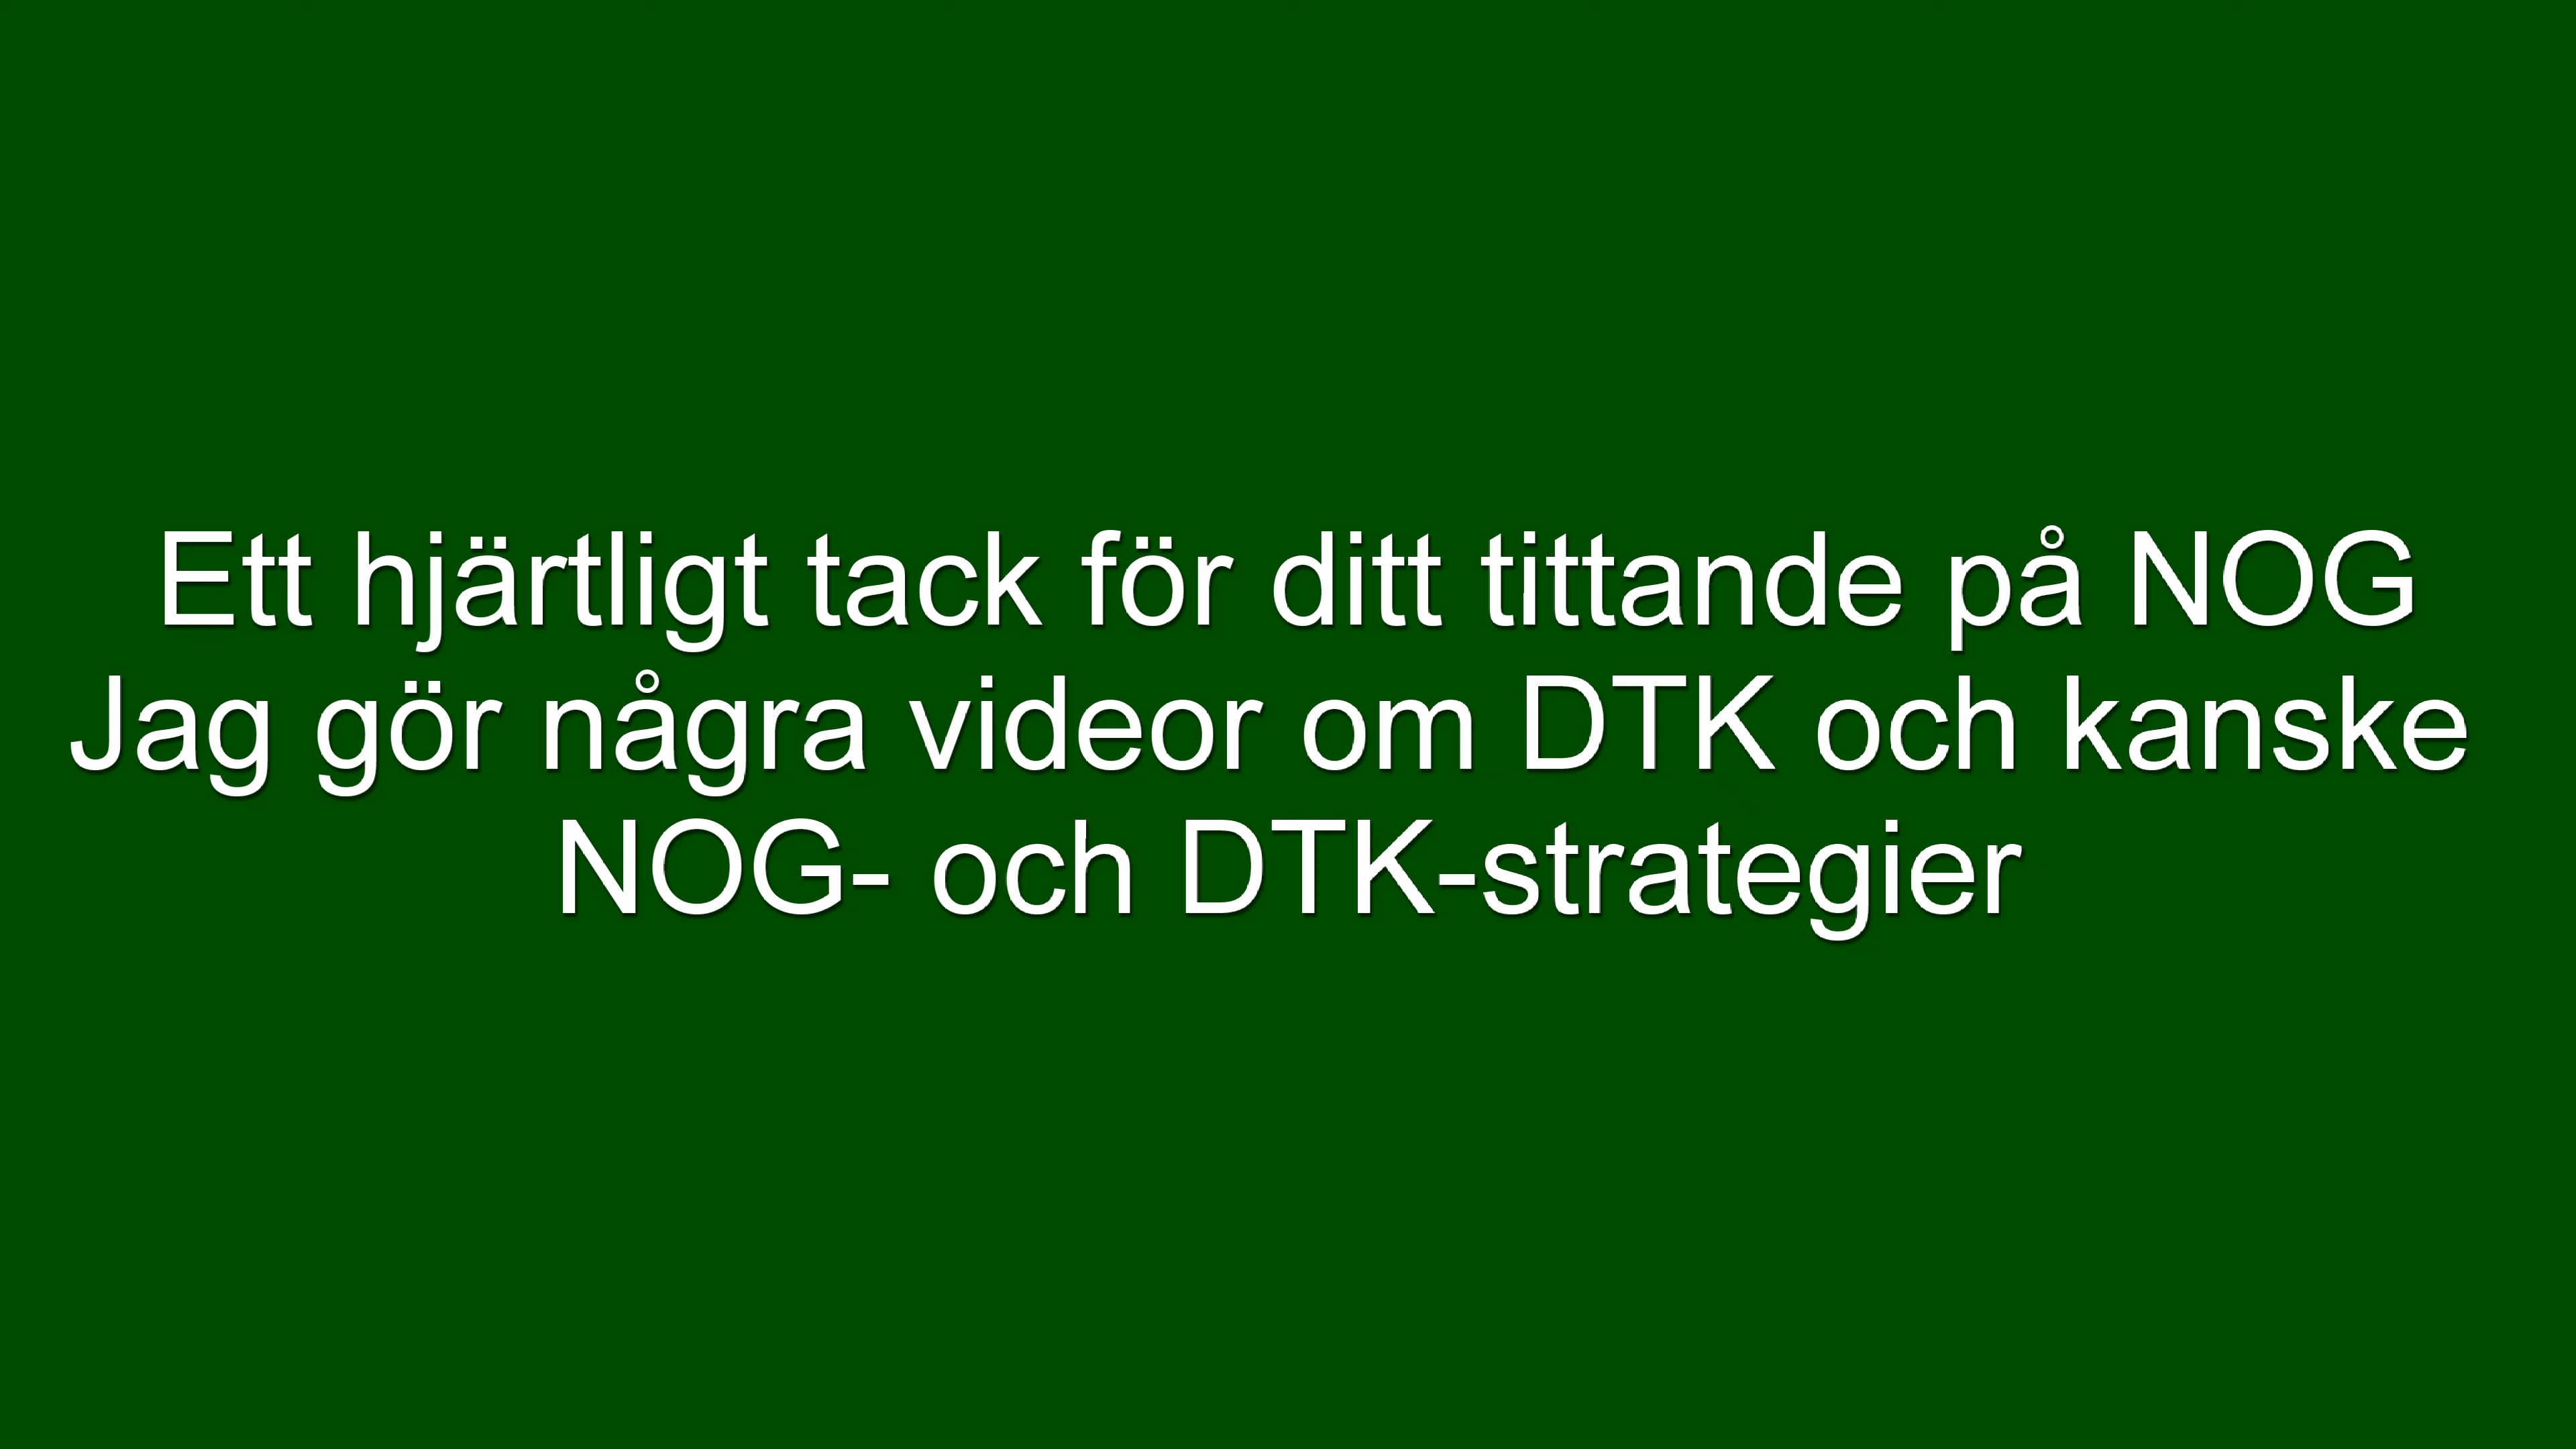 Ett hjärtligt tack för ditt tittande på NOG
Jag gör några videor om DTK och kanske
NOG- och DTK-strategier